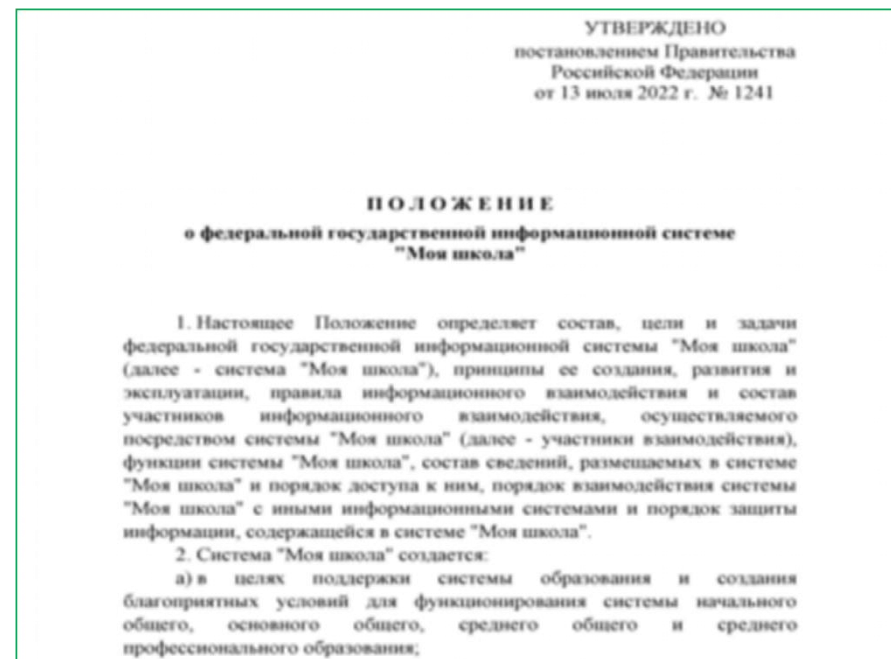 УТВЕРЖДЕНО
постановлением Правительства
Российской Федерации
от 13 июля 2022 г. № 1241
ПОЛОЖЕНИЕ
о федеральной государственной информационной системе
"Моя школа"
1. Настоящее Положение определяет состав, цели и задачи
федеральной государственной информационной системы "Моя школа"
(далее - система "Моя школа"), принципы ее создания, развития и
эксплуатации, правила информационного взаимодействия и состав
участников информационного взаимодействия, осуществляемого
посредством системы "Моя школа" (далее - участники взаимодействия),
функции системы "Моя школа", состав сведений, размещаемых в системе
"Моя школа" и порядок доступа к ним, порядок взаимодействия системы
"Моя школа" с иными информационными системами и порядок защиты
информации, содержащейся в системе "Моя школа".
2. Система "Моя школа" создается:
а) в целях поддержки системы образования и создания
благоприятных условий для функционирования системы начального
общего, основного общего, среднего общего и среднего
профессионального образования;